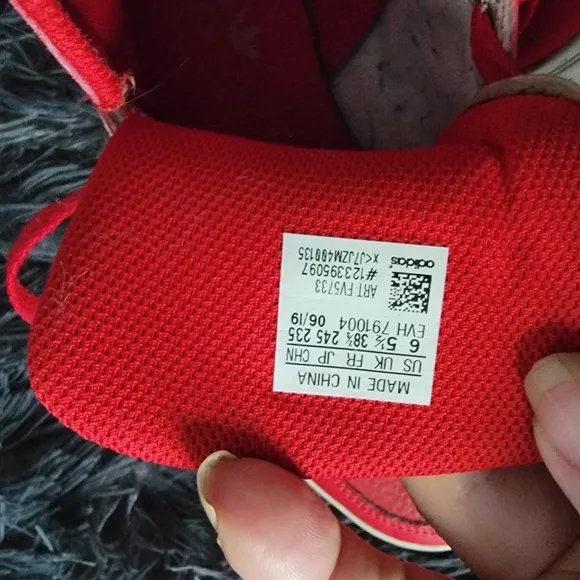 MADE IN CHINA
US UK FR JP CHN
6 5½ 38⅔ 245 235
EVH 791004 06/19
ART FV5733
#123395097
x<J7JZM400135
adidas